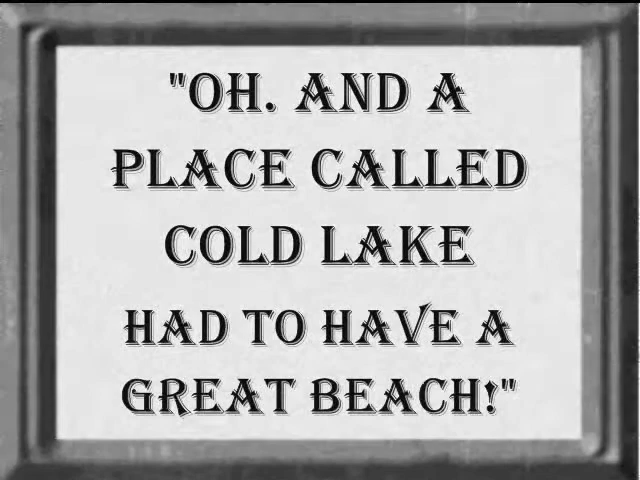 "OH. AND A
PLACE CALLED
COLD LAKE
HAD TO HAVE A
GREAT BEACH!"